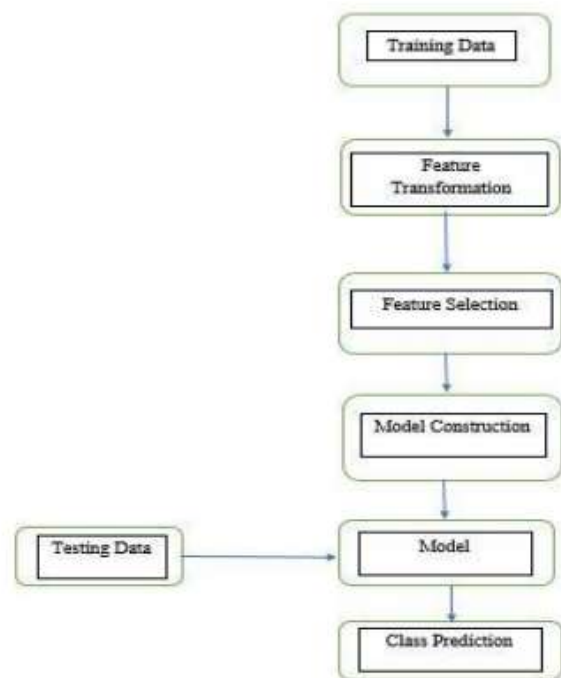 Training Data
Feature
Transformation
Feature Selection
Model Construction
Testing Data
Model
Class Prediction